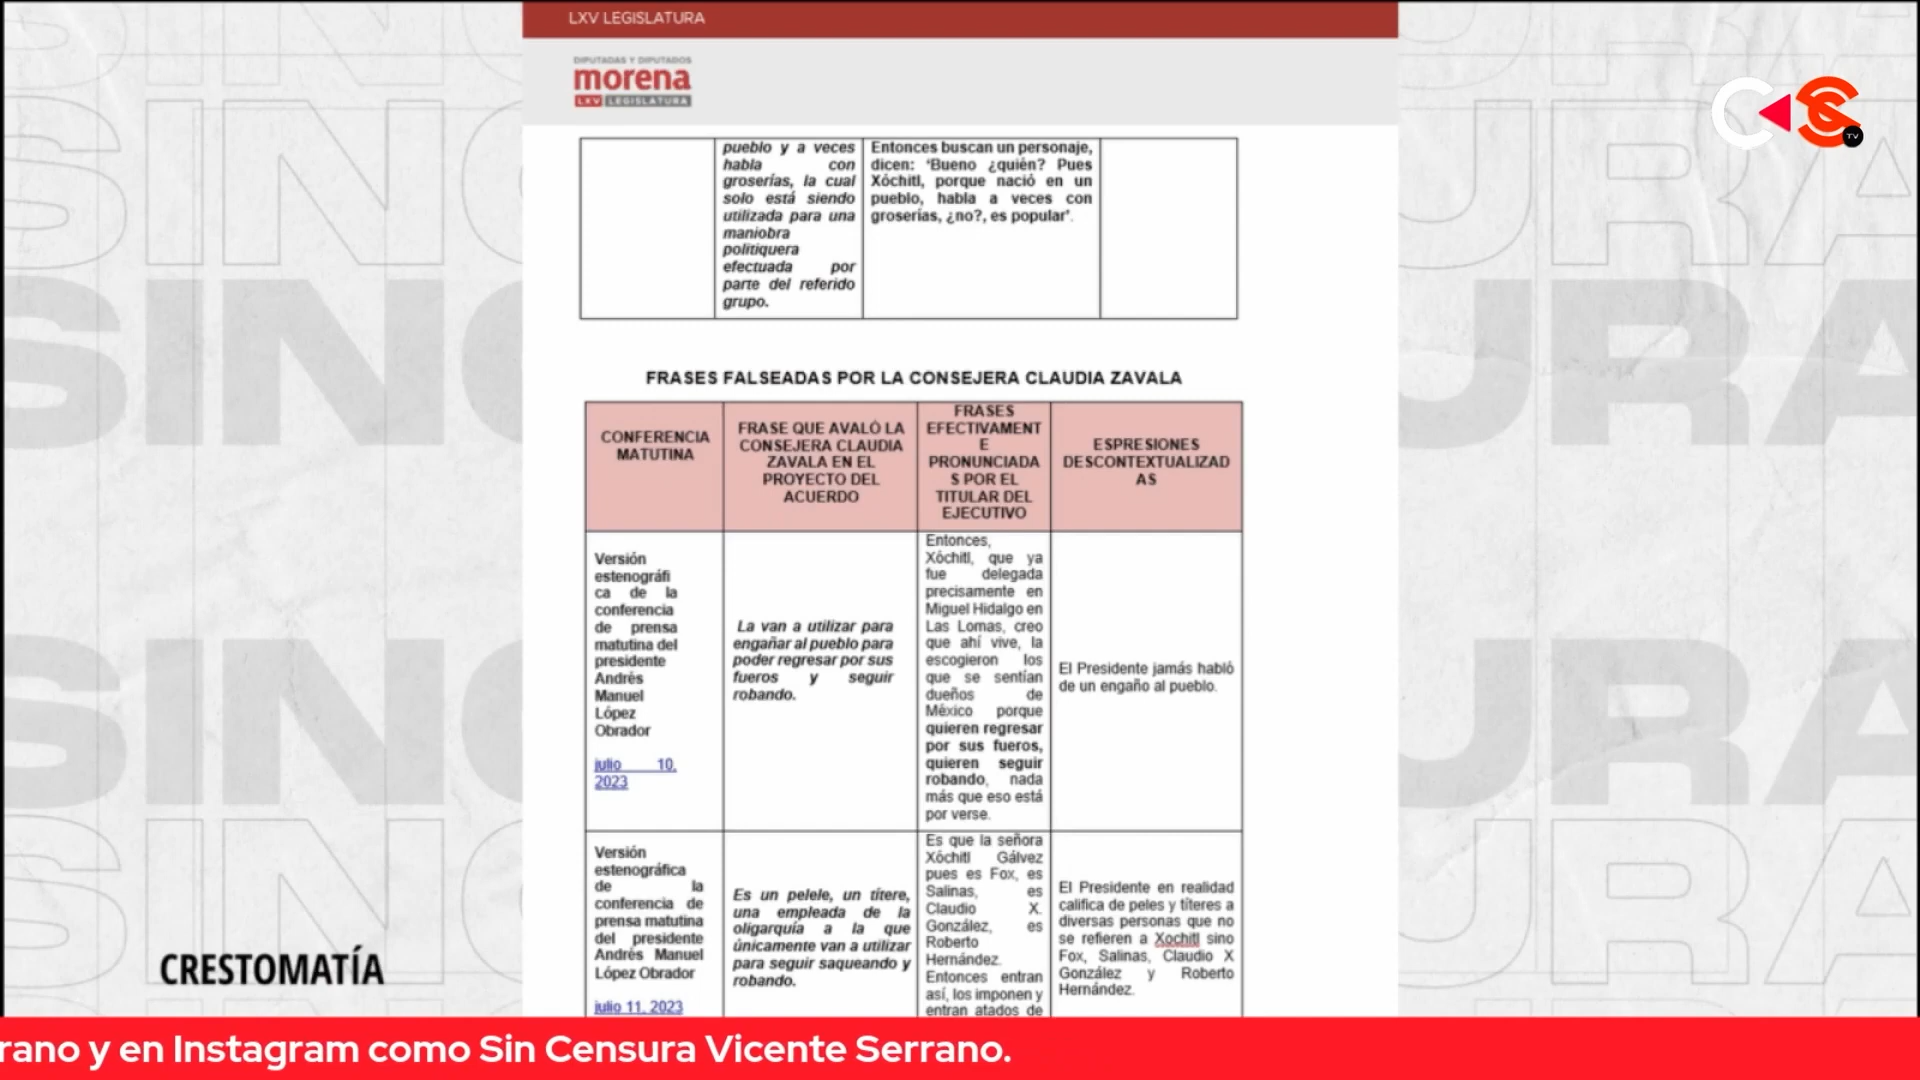 LXV LEGISLATURA
DIPUTADAS Y DIPUTADOS
morena
LXV LEGISLATURA
TV
pueblo y a veces
habla con
groserías, la cual
solo está siendo
utilizada para una
maniobra
politiquera
efectuada por
parte del referido
grupo.
Entonces buscan un personaje,
dicen: 'Bueno ¿quién? Pues
Xóchitl, porque nació en un
pueblo, habla a veces con
groserías, ¿no?, es popular'.
FRASES FALSEADAS POR LA CONSEJERA CLAUDIA ZAVALA
CONFERENCIA
MATUTINA
FRASE QUE AVALÓ LA
CONSEJERA CLAUDIA
ZAVALA EN EL
PROYECTO DEL
ACUERDO
FRASES
EFECTIVAMENT
E
PRONUNCIADA
S POR EL
TITULAR DEL
EJECUTIVO
ESPRESIONES
DESCONTEXTUALIZAD
AS
Versión
estenográfi
ca de la
conferencia
de prensa
matutina del
presidente
Andrés
Manuel
López
Obrador
julio 10,
2023
La van a utilizar para
engañar al pueblo para
poder regresar por sus
fueros y seguir
robando.
Entonces,
Xóchitl, que ya
fue delegada
precisamente en
Miguel Hidalgo en
Las Lomas, creo
que ahí vive, la
escogieron los
que se sentían
dueños de
México porque
quieren regresar
por sus fueros,
quieren seguir
robando, nada
más que eso está
por verse.
El Presidente jamás habló
de un engaño al pueblo.
Versión
estenográfica
de la
conferencia de
prensa matutina
del presidente
Andrés Manuel
López Obrador
julio 11, 2023
Es un pelele, un títere,
una empleada de la
oligarquía a la que
únicamente van a utilizar
para seguir saqueando y
robando.
Es que la señora
Xóchitl Gálvez
pues es Fox, es
Salinas, es
Claudio X.
González, es
Roberto
Hernández.
Entonces entran
así, los imponen y
entran atados de
El Presidente en realidad
califica de peles y títeres a
diversas personas que no
se refieren a Xochitl sino
Fox, Salinas, Claudio X
González y Roberto
Hernández.
CRESTOMATÍA
rano y en Instagram como Sin Censura Vicente Serrano.